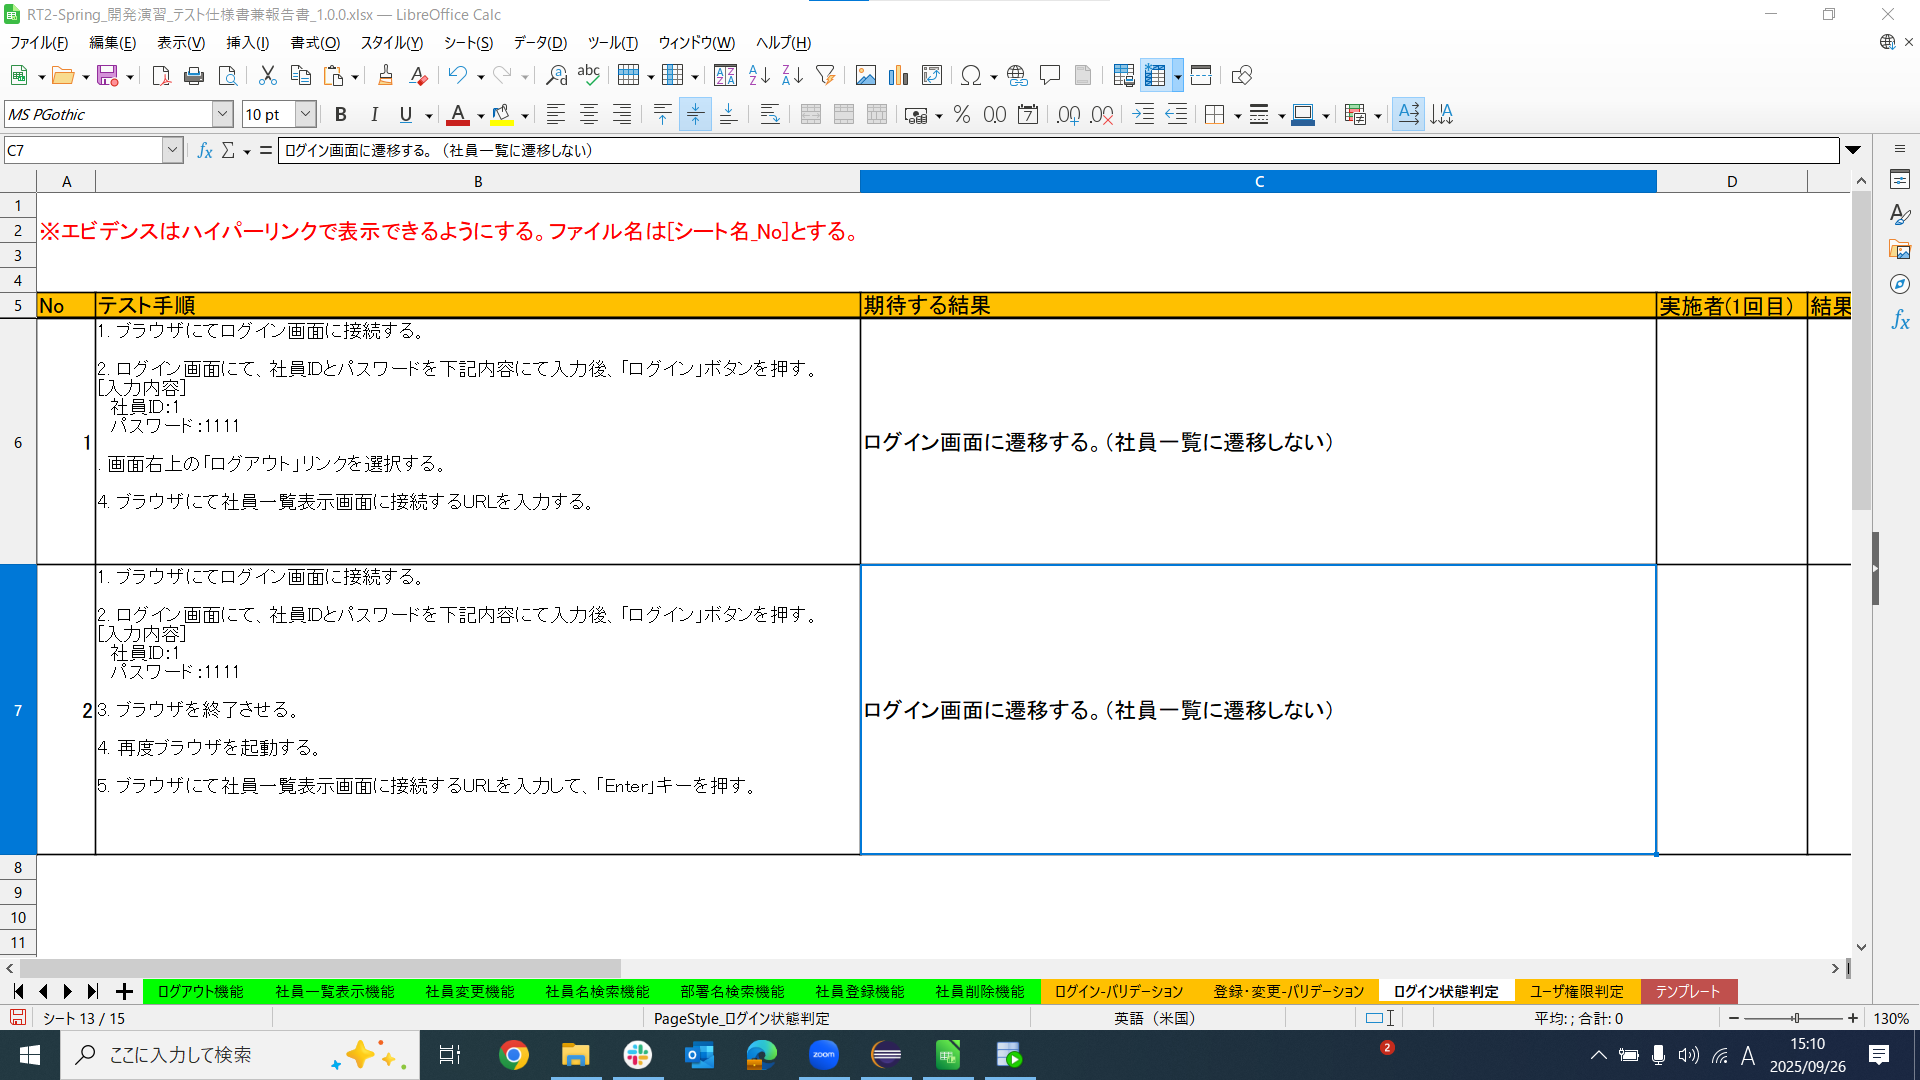 RT2-Spring_開発演習_テスト仕様書兼報告書_1.0.0.xlsx — LibreOffice Calc
ファイル(F) 編集(E) 表示(V) 挿入(I) 書式(O) スタイル(Y) シート(S) データ(D) ツール(T) ウィンドウ(W) ヘルプ(H)
MS PGothic 10 pt
C7 ログイン画面に遷移する。（社員一覧に遷移しない）
A B C D
1
2 ※エビデンスはハイパーリンクで表示できるようにする。ファイル名は[シート名_No]とする。
3
4
5 No テスト手順 期待する結果 実施者(1回目) 結果
1. ブラウザにてログイン画面に接続する。
2. ログイン画面にて、社員IDとパスワードを下記内容にて入力後、「ログイン」ボタンを押す。
[入力内容]
社員ID：1
パスワード：1111
6 1 ログイン画面に遷移する。（社員一覧に遷移しない）
. 画面右上の「ログアウト」リンクを選択する。
4. ブラウザにて社員一覧表示画面に接続するURLを入力する。
1. ブラウザにてログイン画面に接続する。
2. ログイン画面にて、社員IDとパスワードを下記内容にて入力後、「ログイン」ボタンを押す。
[入力内容]
社員ID：1
パスワード：1111
7 2 3. ブラウザを終了させる。 ログイン画面に遷移する。（社員一覧に遷移しない）
4. 再度ブラウザを起動する。
5. ブラウザにて社員一覧表示画面に接続するURLを入力して、「Enter」キーを押す。
8
9
10
11
ログアウト機能 社員一覧表示機能 社員変更機能 社員名検索機能 部署名検索機能 社員登録機能 社員削除機能 ログイン-バリデーション 登録・変更-バリデーション ログイン状態判定 ユーザ権限判定 テンプレート
シート 13 / 15 PageStyle_ログイン状態判定 英語（米国） 平均: ; 合計: 0 130%
ここに入力して検索 zoom 2 A 15:10
2025/09/26